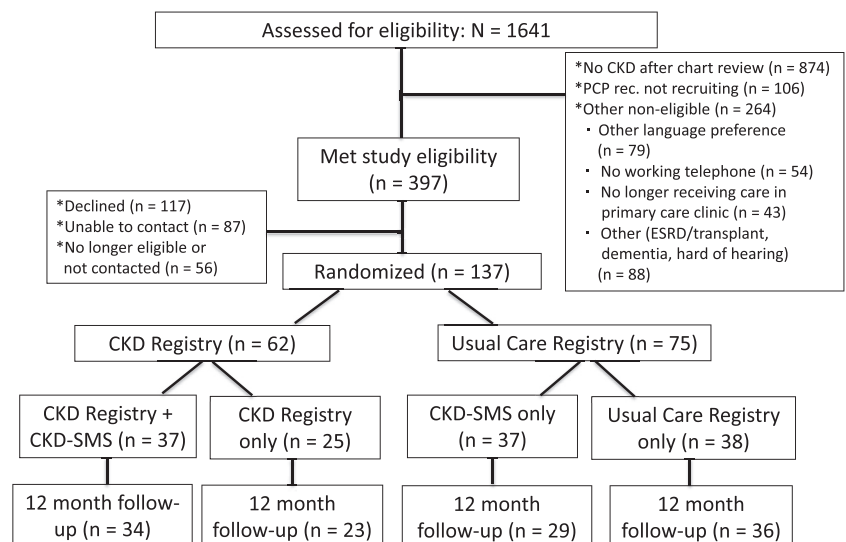 Assessed for eligibility: N = 1641
*No CKD after chart review (n = 874)
*PCP rec. not recruiting (n = 106)
*Other non-eligible (n = 264)
▪ Other language preference
(n = 79)
▪ No working telephone (n = 54)
▪ No longer receiving care in
primary care clinic (n = 43)
▪ Other (ESRD/transplant,
dementia, hard of hearing)
(n = 88)
Met study eligibility
(n = 397)
*Declined (n = 117)
*Unable to contact (n = 87)
*No longer eligible or
not contacted (n = 56)
Randomized (n = 137)
CKD Registry (n = 62)
Usual Care Registry (n = 75)
CKD Registry +
CKD-SMS (n = 37)
CKD Registry
only (n = 25)
CKD-SMS only
(n = 37)
Usual Care Registry
only (n = 38)
12 month follow-
up (n = 34)
12 month
follow-up (n = 23)
12 month
follow-up (n = 29)
12 month
follow-up (n = 36)